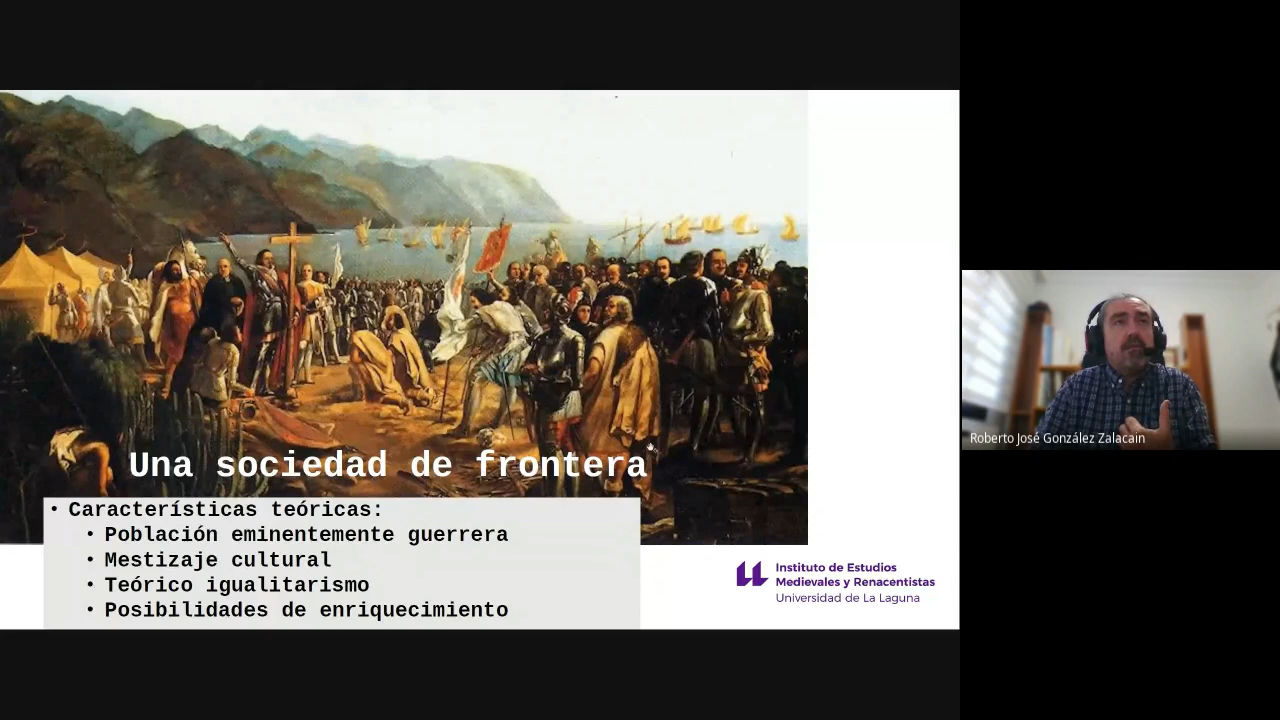 Una sociedad de frontera
• Características teóricas:
• Población eminentemente guerrera
• Mestizaje cultural
• Teórico igualitarismo
• Posibilidades de enriquecimiento
Instituto de Estudios
Medievales y Renacentistas
Universidad de La Laguna
Roberto José González Zalacain